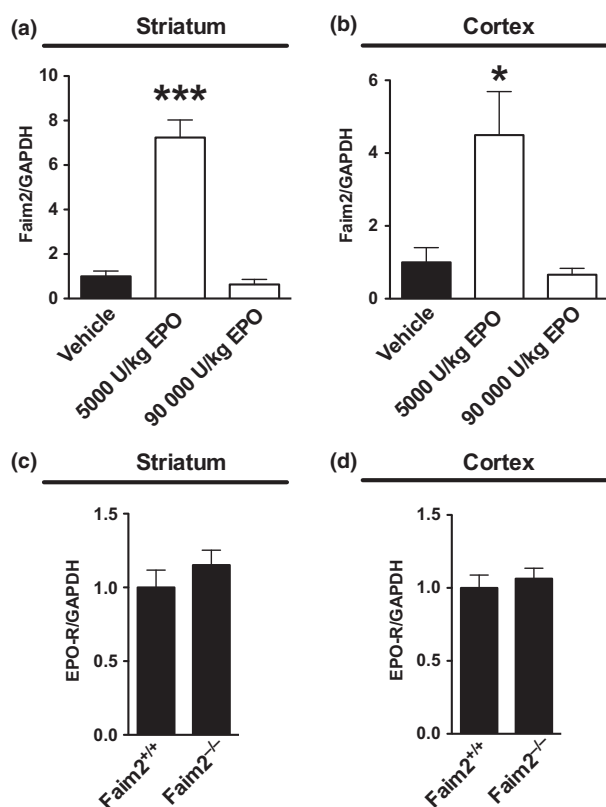 (a) Striatum
(b) Cortex
***
*
Faim2/GAPDH
10
8
6
4
2
0
Vehicle
5000 U/kg EPO
90 000 U/kg EPO
Faim2/GAPDH
6
4
2
0
Vehicle
5000 U/kg EPO
90 000 U/kg EPO
(c) Striatum
(d) Cortex
EPO-R/GAPDH
1.5
1.0
0.5
0.0
Faim2+/+
Faim2−/−
EPO-R/GAPDH
1.5
1.0
0.5
0.0
Faim2+/+
Faim2−/−